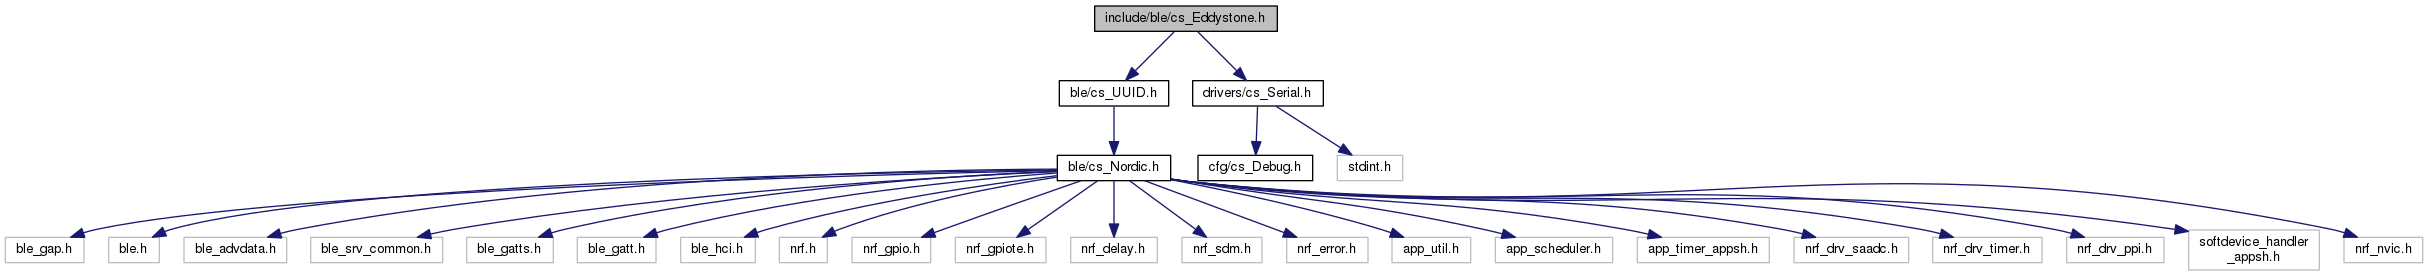 include/ble/cs_Eddystone.h
ble/cs_UUID.h
drivers/cs_Serial.h
ble/cs_Nordic.h
cfg/cs_Debug.h
stdint.h
ble_gap.h
ble.h
ble_advdata.h
ble_srv_common.h
ble_gatts.h
ble_gatt.h
ble_hci.h
nrf.h
nrf_gpio.h
nrf_gpiote.h
nrf_delay.h
nrf_sdm.h
nrf_error.h
app_util.h
app_scheduler.h
app_timer_appsh.h
nrf_drv_saadc.h
nrf_drv_timer.h
nrf_drv_ppi.h
softdevice_handler
_appsh.h
nrf_nvic.h